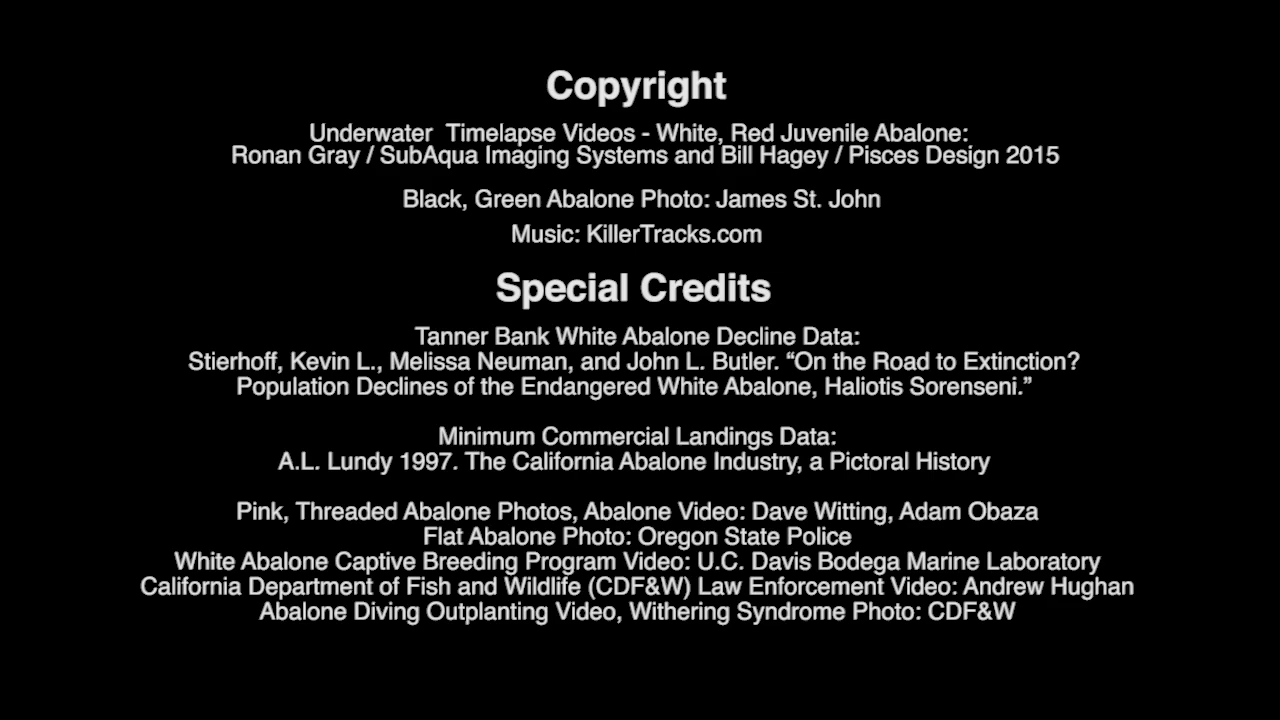 Copyright
Underwater  Timelapse Videos - White, Red Juvenile Abalone:
Ronan Gray / SubAqua Imaging Systems and Bill Hagey / Pisces Design 2015
Black, Green Abalone Photo: James St. John
Music: KillerTracks.com
Special Credits
Tanner Bank White Abalone Decline Data:
Stierhoff, Kevin L., Melissa Neuman, and John L. Butler. “On the Road to Extinction?
Population Declines of the Endangered White Abalone, Haliotis Sorenseni.”
Minimum Commercial Landings Data:
A.L. Lundy 1997. The California Abalone Industry, a Pictoral History
Pink, Threaded Abalone Photos, Abalone Video: Dave Witting, Adam Obaza
Flat Abalone Photo: Oregon State Police
White Abalone Captive Breeding Program Video: U.C. Davis Bodega Marine Laboratory
California Department of Fish and Wildlife (CDF&W) Law Enforcement Video: Andrew Hughan
Abalone Diving Outplanting Video, Withering Syndrome Photo: CDF&W